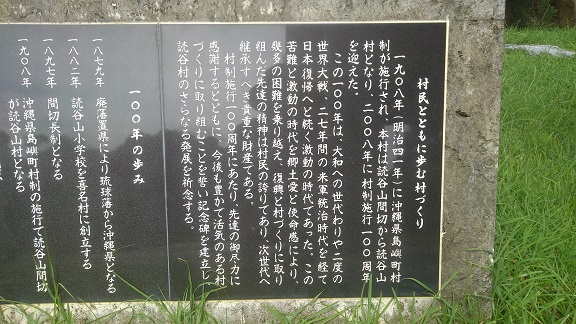 村民とともに歩む村づくり
一九〇八年(明治四一年)に沖縄県島嶼町村
制が施行され、本村は読谷山間切から読谷山
村となり、二〇〇八年に村制施行一〇〇周年
を迎えた。
この一〇〇年は、大和への世代わりや二度の
世界大戦、二十七年間の米軍統治時代を経て
日本復帰へと続く激動の時代であった。この
苦難と激動の時代を郷土愛と使命感により、
幾多の困難を乗り越え、復興と村づくりに取り
組んだ先達の精神は村民の誇りであり、次世代へ
継承すべき貴重な財産である。
村制施行一〇〇周年にあたり、先達の御尽力に
感謝するとともに、今後も豊かで活気のある村
づくりに取り組むことを誓い記念碑を建立し、
読谷村のさらなる発展を祈念する。
一〇〇年の歩み
一八七九年 廃藩置県により琉球藩から沖縄県となる
一八八二年 読谷山小学校を喜名村に創立する
一八九七年 間切長制となる
一九〇八年 沖縄県島嶼町村制の施行で読谷山間切
が読谷山村となる